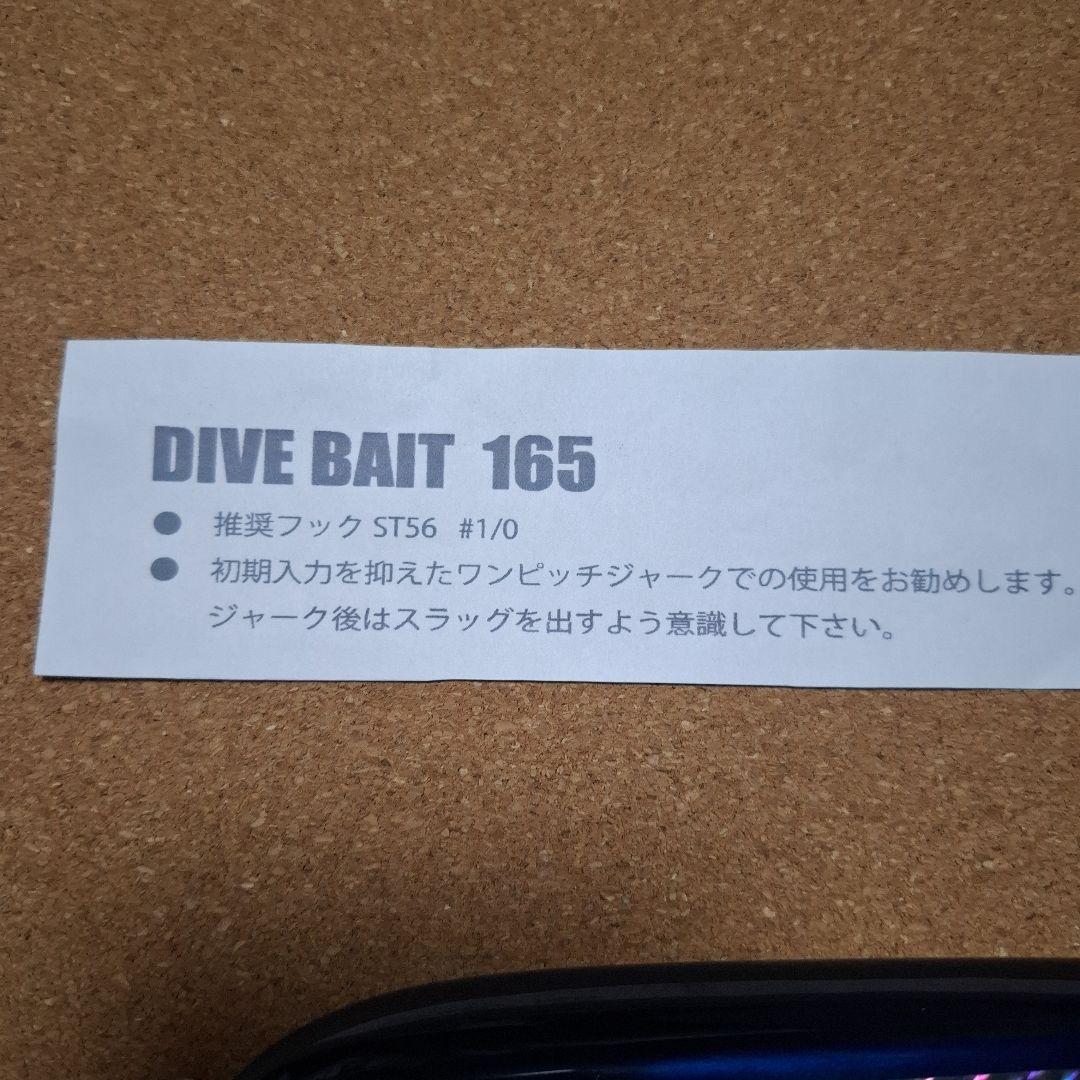 DIVE BAIT 165
● 推奨フック ST56 #1/0
● 初期入力を抑えたワンピッチジャークでの使用をお勧めします。
ジャーク後はスラッグを出すよう意識して下さい。